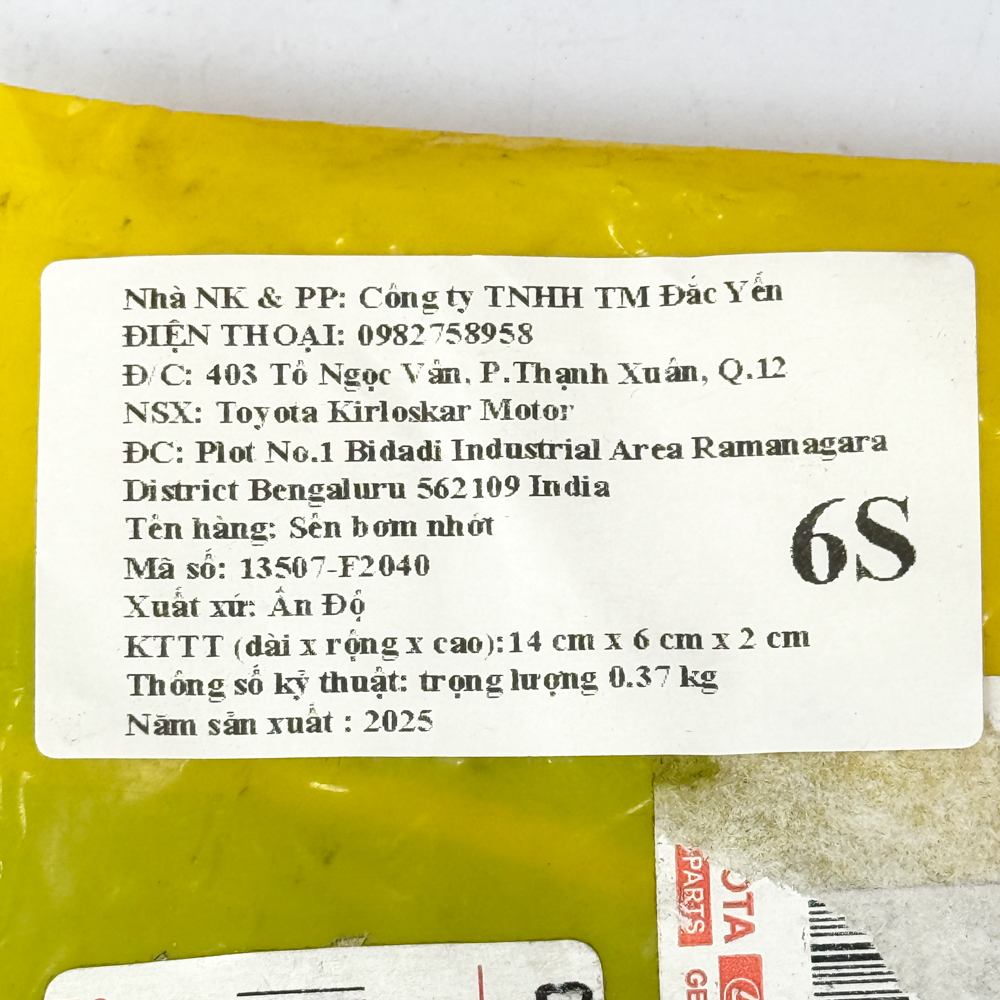 Nhà NK & PP: Công ty TNHH TM Đắc Yến
ĐIỆN THOẠI: 0982758958
Đ/C: 403 Tô Ngọc Vân, P.Thạnh Xuân, Q.12
NSX: Toyota Kirloskar Motor
ĐC: Plot No.1 Bidadi Industrial Area Ramanagara
District Bengaluru 562109 India
Tên hàng: Sên bơm nhớt
Mã số: 13507-F2040
Xuất xứ: Ấn Độ
KTTT (dài x rộng x cao):14 cm x 6 cm x 2 cm
Thông số kỹ thuật: trọng lượng 0.37 kg
Năm sản xuất : 2025
6S
PARTS
OTA
GE